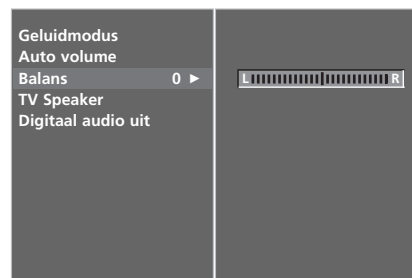 Geluidmodus
Auto volume
Balans 0 ►
TV Speaker
Digitaal audio uit
L R